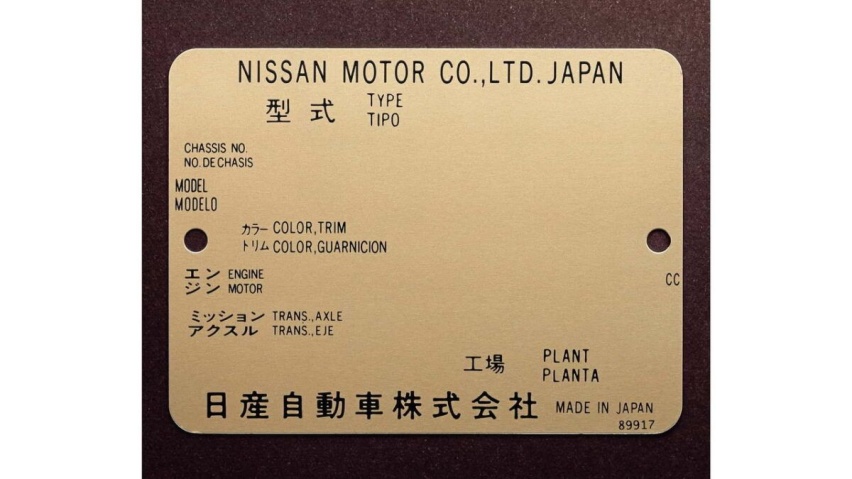 NISSAN MOTOR CO.,LTD. JAPAN
型式 TYPE
TIPO
CHASSIS NO.
NO. DE CHASIS
MODEL
MODELO
カラー COLOR,TRIM
トリム COLOR,GUARNICION
エン ENGINE
ジン MOTOR
CC
ミッション TRANS.,AXLE
アクスル TRANS.,EJE
工場 PLANT
PLANTA
日産自動車株式会社 MADE IN JAPAN
89917